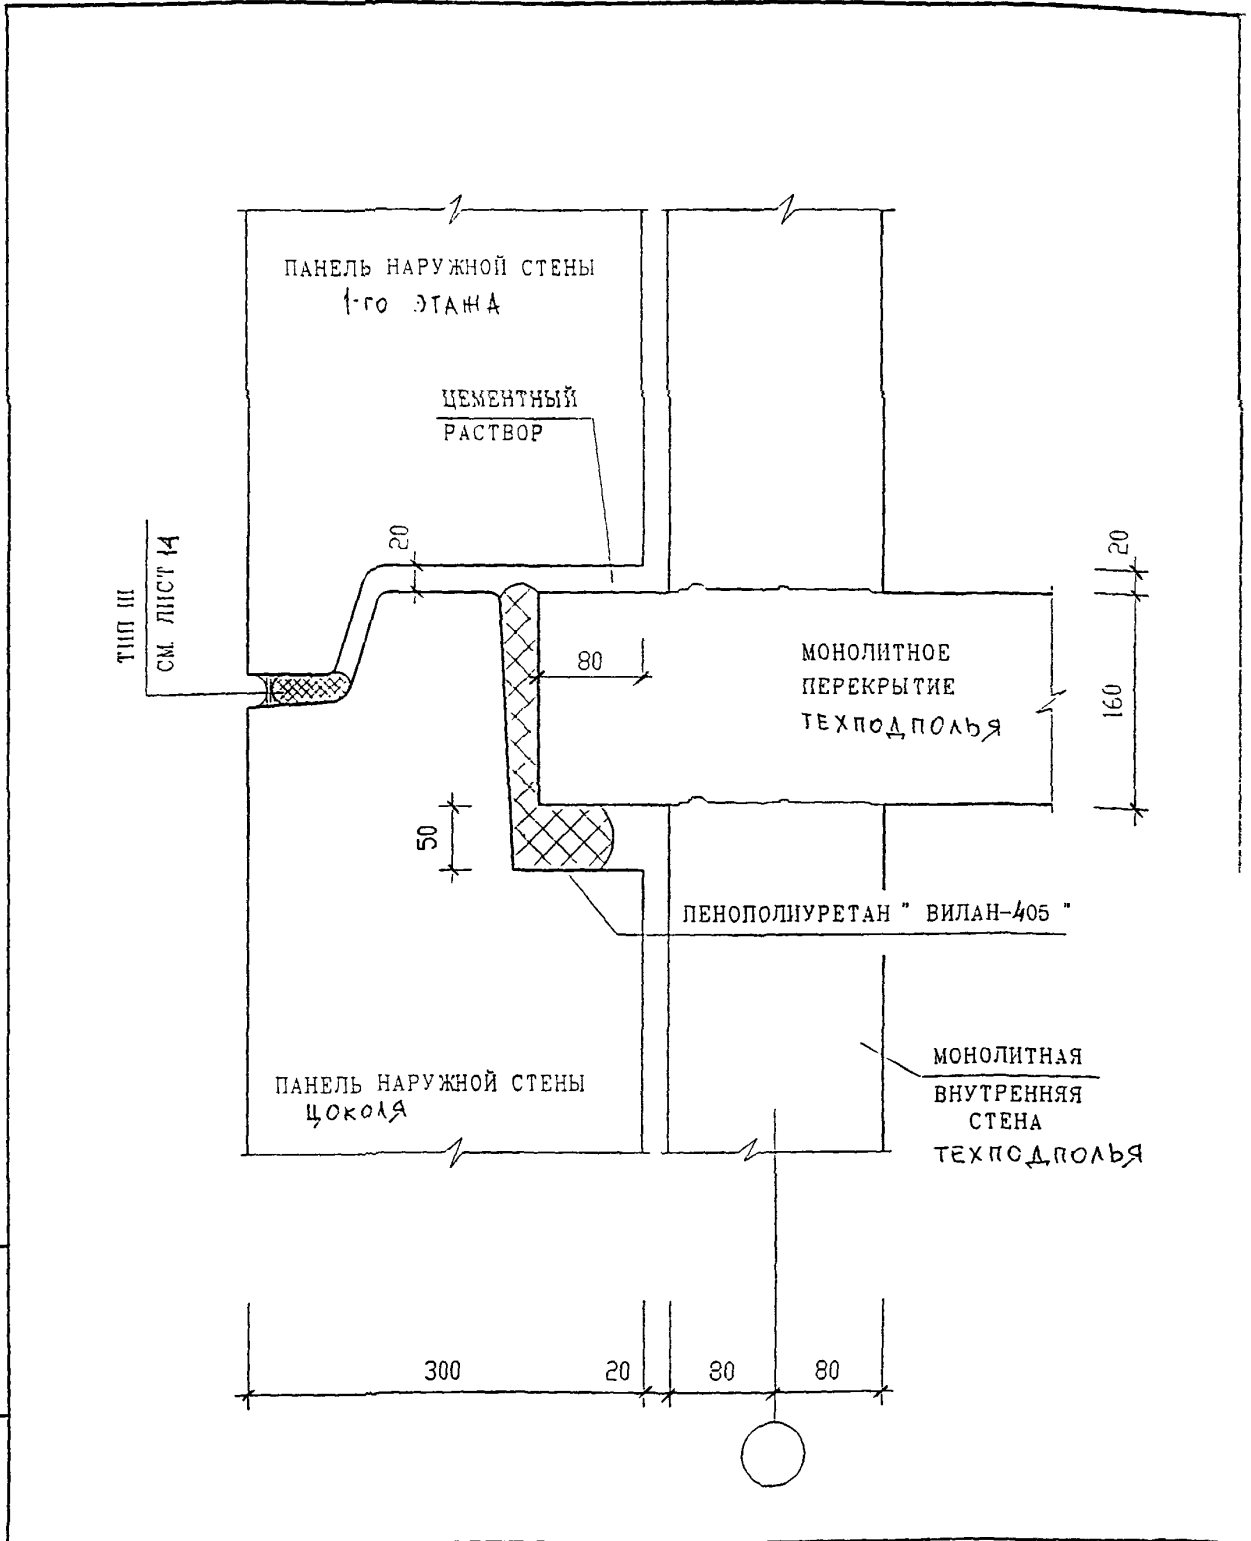 ПАНЕЛЬ НАРУЖНОЙ СТЕНЫ
1-ГО ЭТАЖА
ЦЕМЕНТНЫЙ
РАСТВОР
20
20
ТИП III
СМ. ЛИСТ 14
80
МОНОЛИТНОЕ
ПЕРЕКРЫТИЕ
ТЕХПОДПОЛЬЯ
160
50
ПЕНОПОЛИУРЕТАН " ВИЛАН-405 "
МОНОЛИТНАЯ
ВНУТРЕННЯЯ
СТЕНА
ТЕХПОДПОЛЬЯ
ПАНЕЛЬ НАРУЖНОЙ СТЕНЫ
ЦОКОЛЯ
300 20 80 80